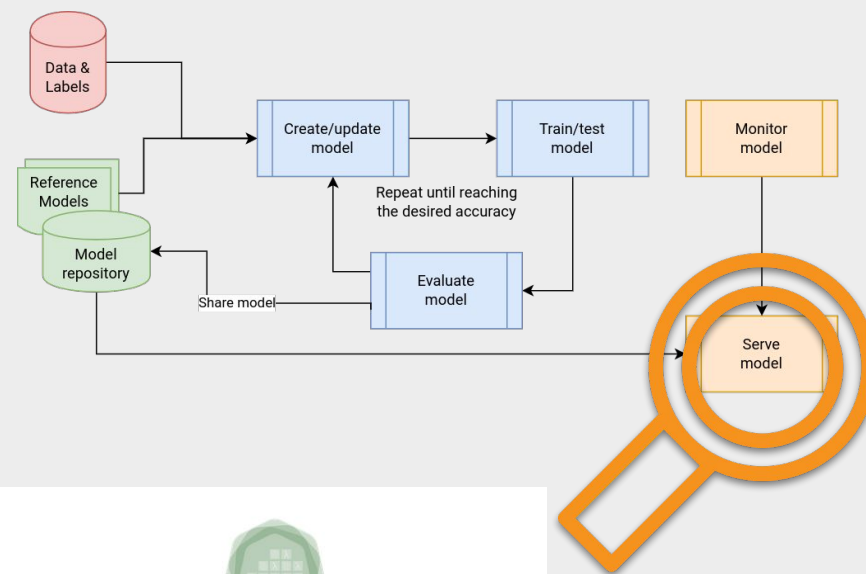 Data &
Labels
Reference
Models
Model
repository
Create/update
model
Train/test
model
Monitor
model
Repeat until reaching
the desired accuracy
Evaluate
model
Share model
Serve
model